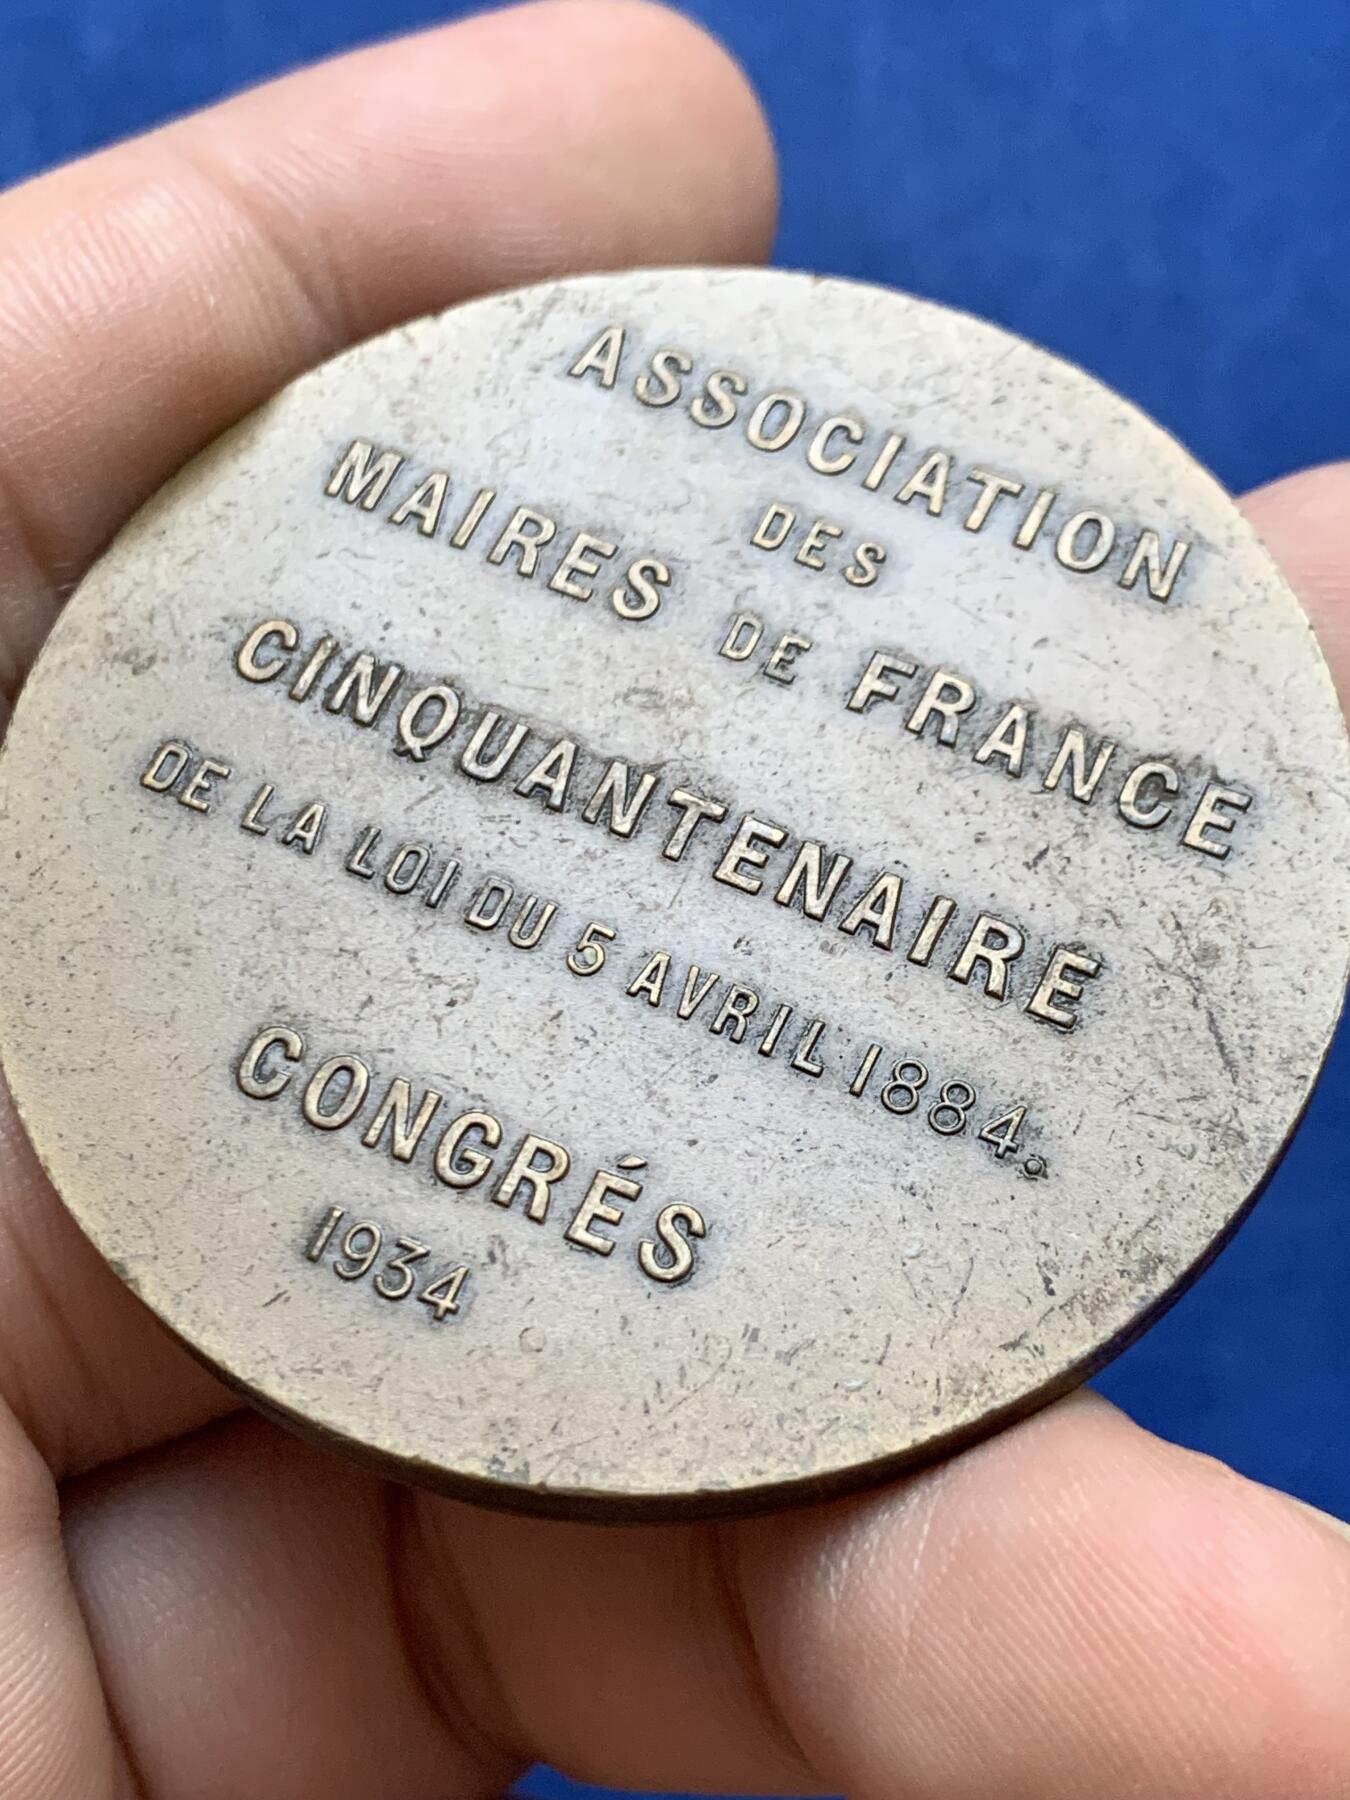 ASSOCIATION
DES
MAIRES DE FRANCE
CINQUANTENAIRE
DE LA LOI DU 5 AVRIL 1884.
CONGRÉS
1934